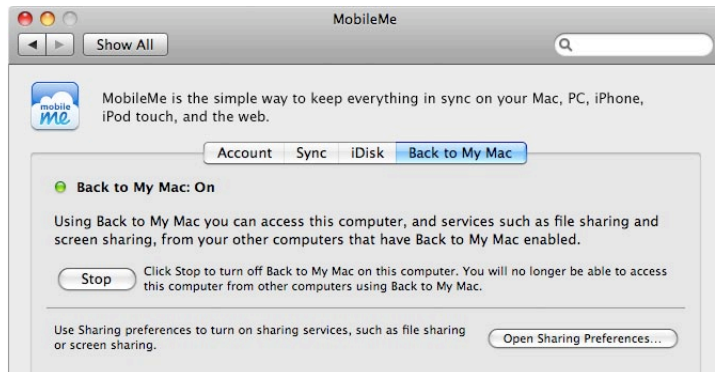 MobileMe
Show All
mobile
me
MobileMe is the simple way to keep everything in sync on your Mac, PC, iPhone,
iPod touch, and the web.
Account Sync iDisk Back to My Mac
Back to My Mac: On
Using Back to My Mac you can access this computer, and services such as file sharing and
screen sharing, from your other computers that have Back to My Mac enabled.
Stop
Click Stop to turn off Back to My Mac on this computer. You will no longer be able to access
this computer from other computers using Back to My Mac.
Use Sharing preferences to turn on sharing services, such as file sharing
or screen sharing.
Open Sharing Preferences...